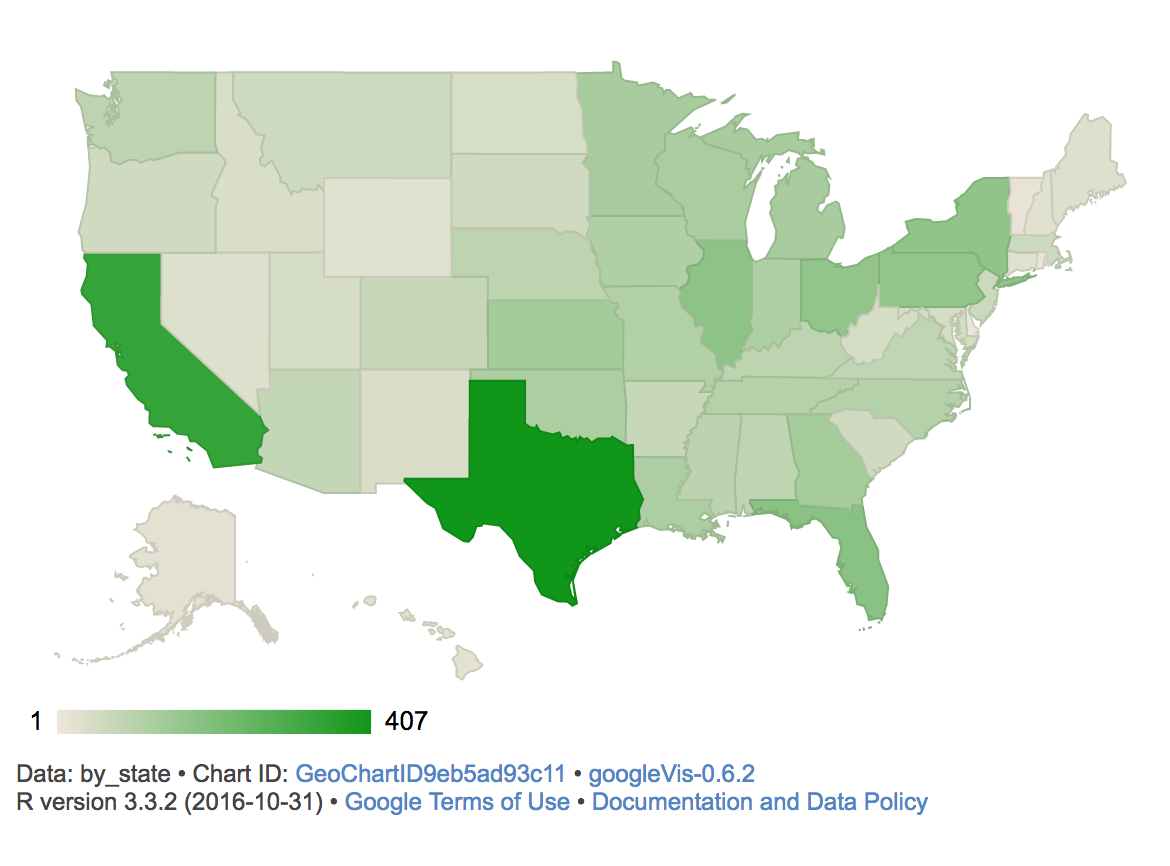 1 407
Data: by_state • Chart ID: GeoChartID9eb5ad93c11 • googleVis-0.6.2
R version 3.3.2 (2016-10-31) • Google Terms of Use • Documentation and Data Policy